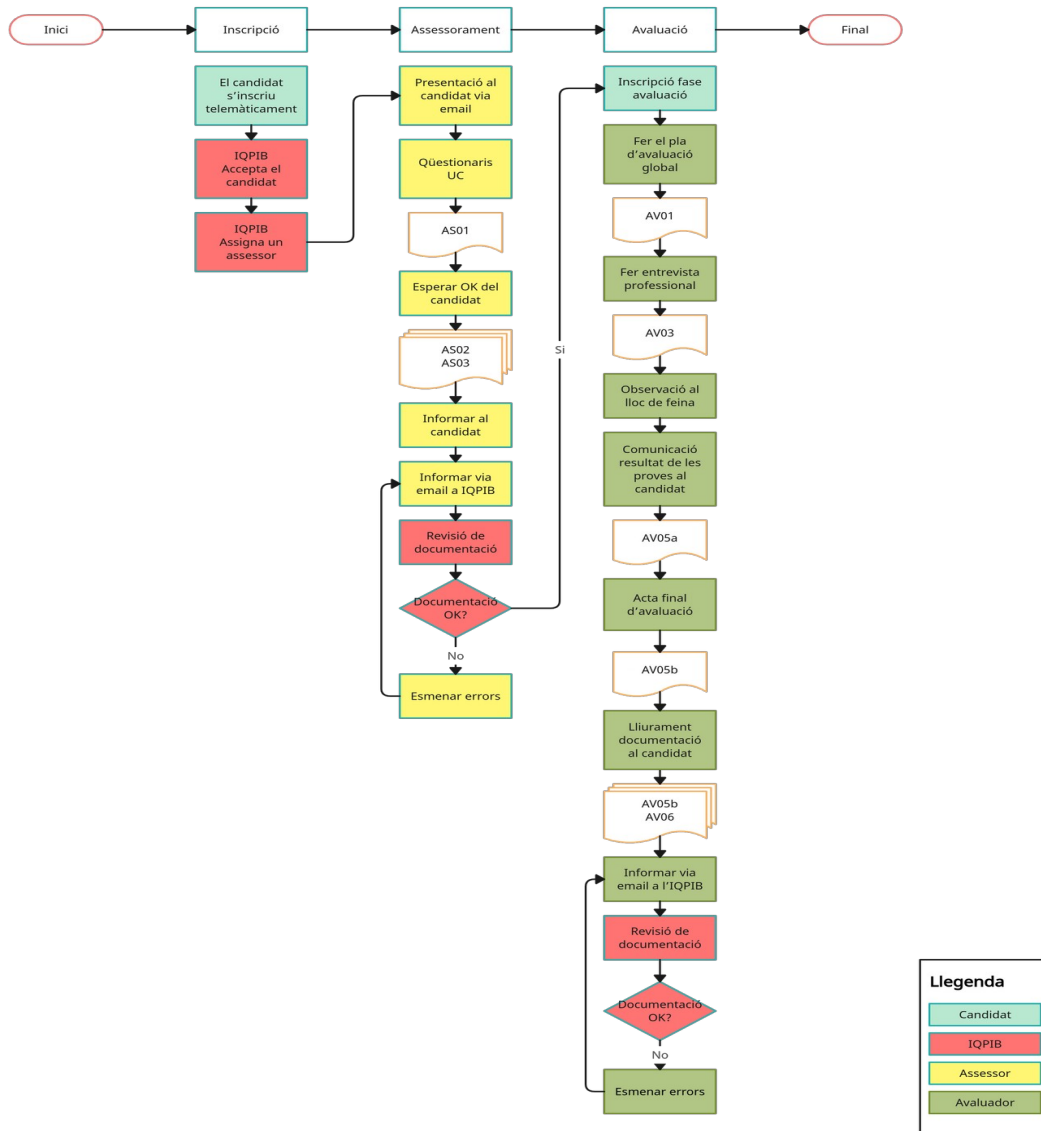 Inici
Inscripció
Assessorament
Avaluació
Final
El candidat
s'inscriu
telemàticament
IQPIB
Accepta el
candidat
IQPIB
Assigna un
assessor
Presentació al
candidat via
email
Qüestionaris
UC
AS01
Esperar OK del
candidat
AS02
AS03
Informar al
candidat
Informar via
email a IQPIB
Revisió de
documentació
Documentació
OK?
No
Esmenar errors
Si
Inscripció fase
avaluació
Fer el pla
d'avaluació
global
AV01
Fer entrevista
professional
AV03
Observació al
lloc de feina
Comunicació
resultat de les
proves al
candidat
AV05a
Acta final
d'avaluació
AV05b
Lliurament
documentació
al candidat
AV05b
AV06
Informar via
email a l'IQPIB
Revisió de
documentació
Documentació
OK?
No
Esmenar errors
Llegenda
Candidat
IQPIB
Assessor
Avaluador